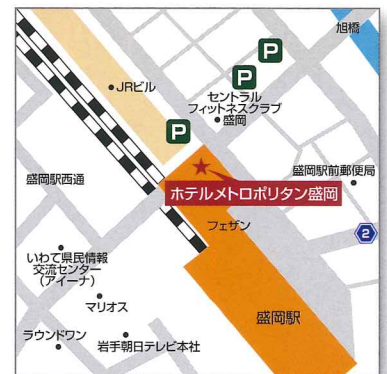 旭橋
P
P
JRビル
セントラル
フィットネスクラブ
盛岡
P
盛岡駅前郵便局
盛岡駅西通
ホテルメトロポリタン盛岡
フェザン
2
いわて県民情報
交流センター
(アイーナ)
マリオス
盛岡駅
ラウンドワン
岩手朝日テレビ本社